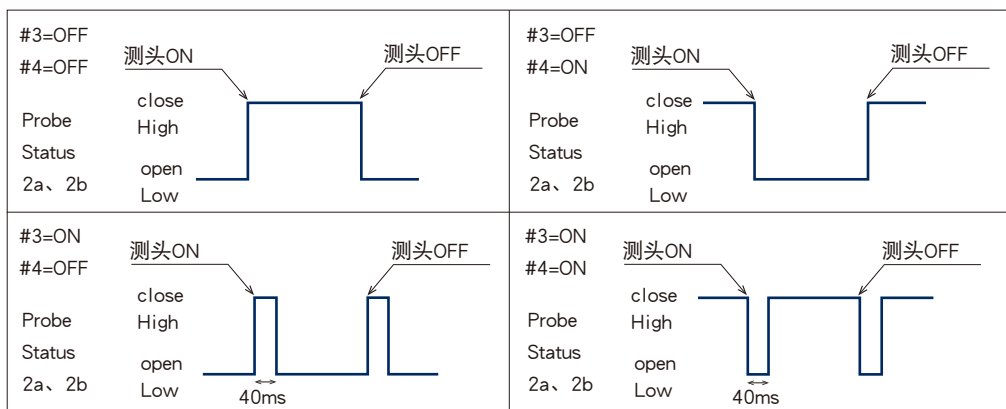 #3=OFF
#4=OFF
测头ON
测头OFF
close
High
Probe
Status
2a、2b
open
Low
#3=OFF
#4=ON
测头ON
测头OFF
close
High
Probe
Status
2a、2b
open
Low
#3=ON
#4=OFF
测头ON
测头OFF
close
High
Probe
Status
2a、2b
open
Low
40ms
#3=ON
#4=ON
测头ON
测头OFF
close
High
Probe
Status
2a、2b
open
Low
40ms